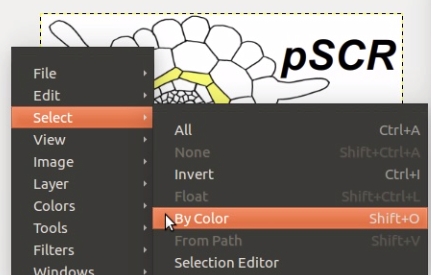 pSCR
File
Edit
Select
View
Image
Layer
Colors
Tools
Filters
Windows
All Ctrl+A
None Shift+Ctrl+A
Invert Ctrl+I
Float Shift+Ctrl+L
By Color Shift+O
From Path Shift+V
Selection Editor